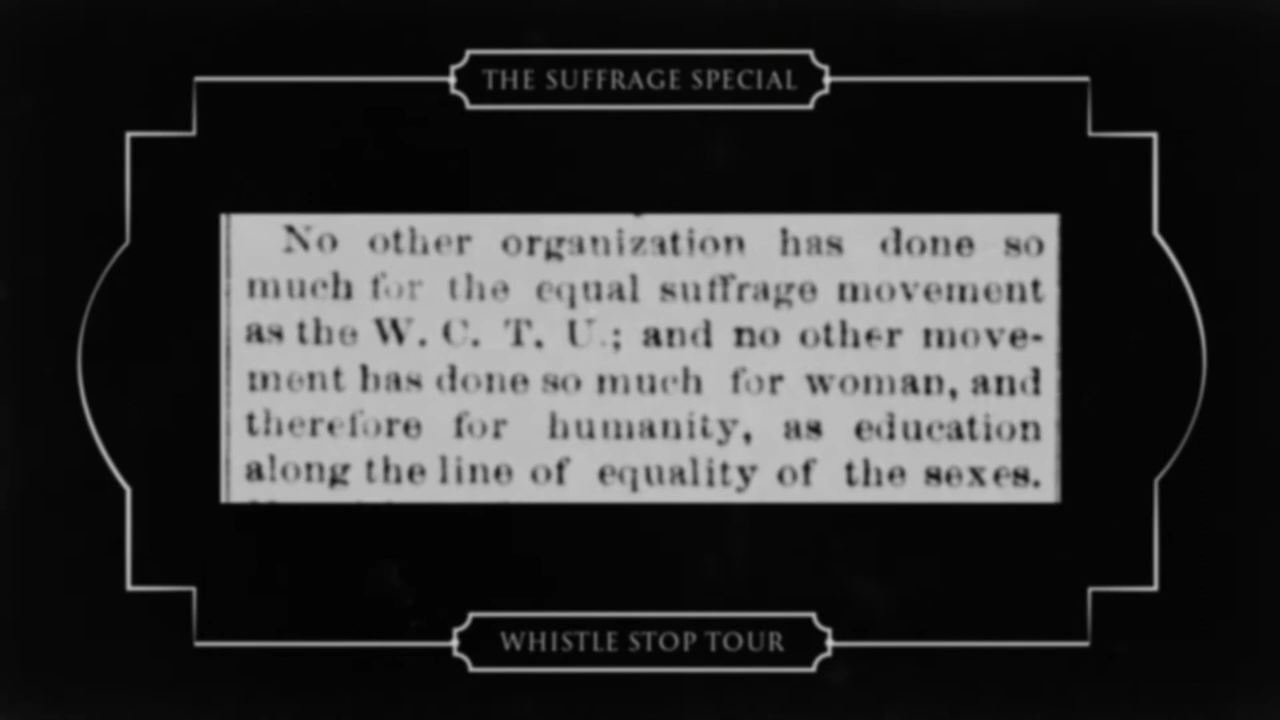 THE SUFFRAGE SPECIAL
No other organization has done so
much for the equal suffrage movement
as the W. C. T. U.; and no other move-
ment has done so much for woman, and
therefore for humanity, as education
along the line of equality of the sexes.
WHISTLE STOP TOUR